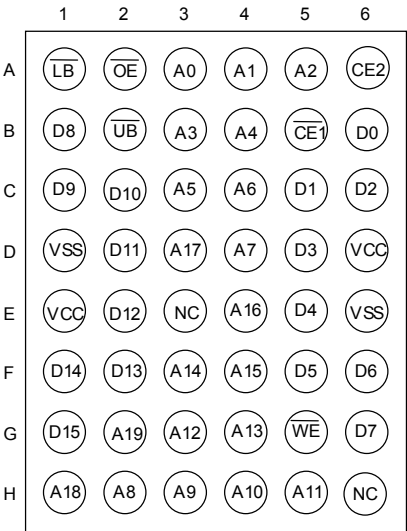 1 2 3 4 5 6
A LB OE A0 A1 A2 CE2
B D8 UB A3 A4 CE1 D0
C D9 D10 A5 A6 D1 D2
D VSS D11 A17 A7 D3 VCC
E VCC D12 NC A16 D4 VSS
F D14 D13 A14 A15 D5 D6
G D15 A19 A12 A13 WE D7
H A18 A8 A9 A10 A11 NC